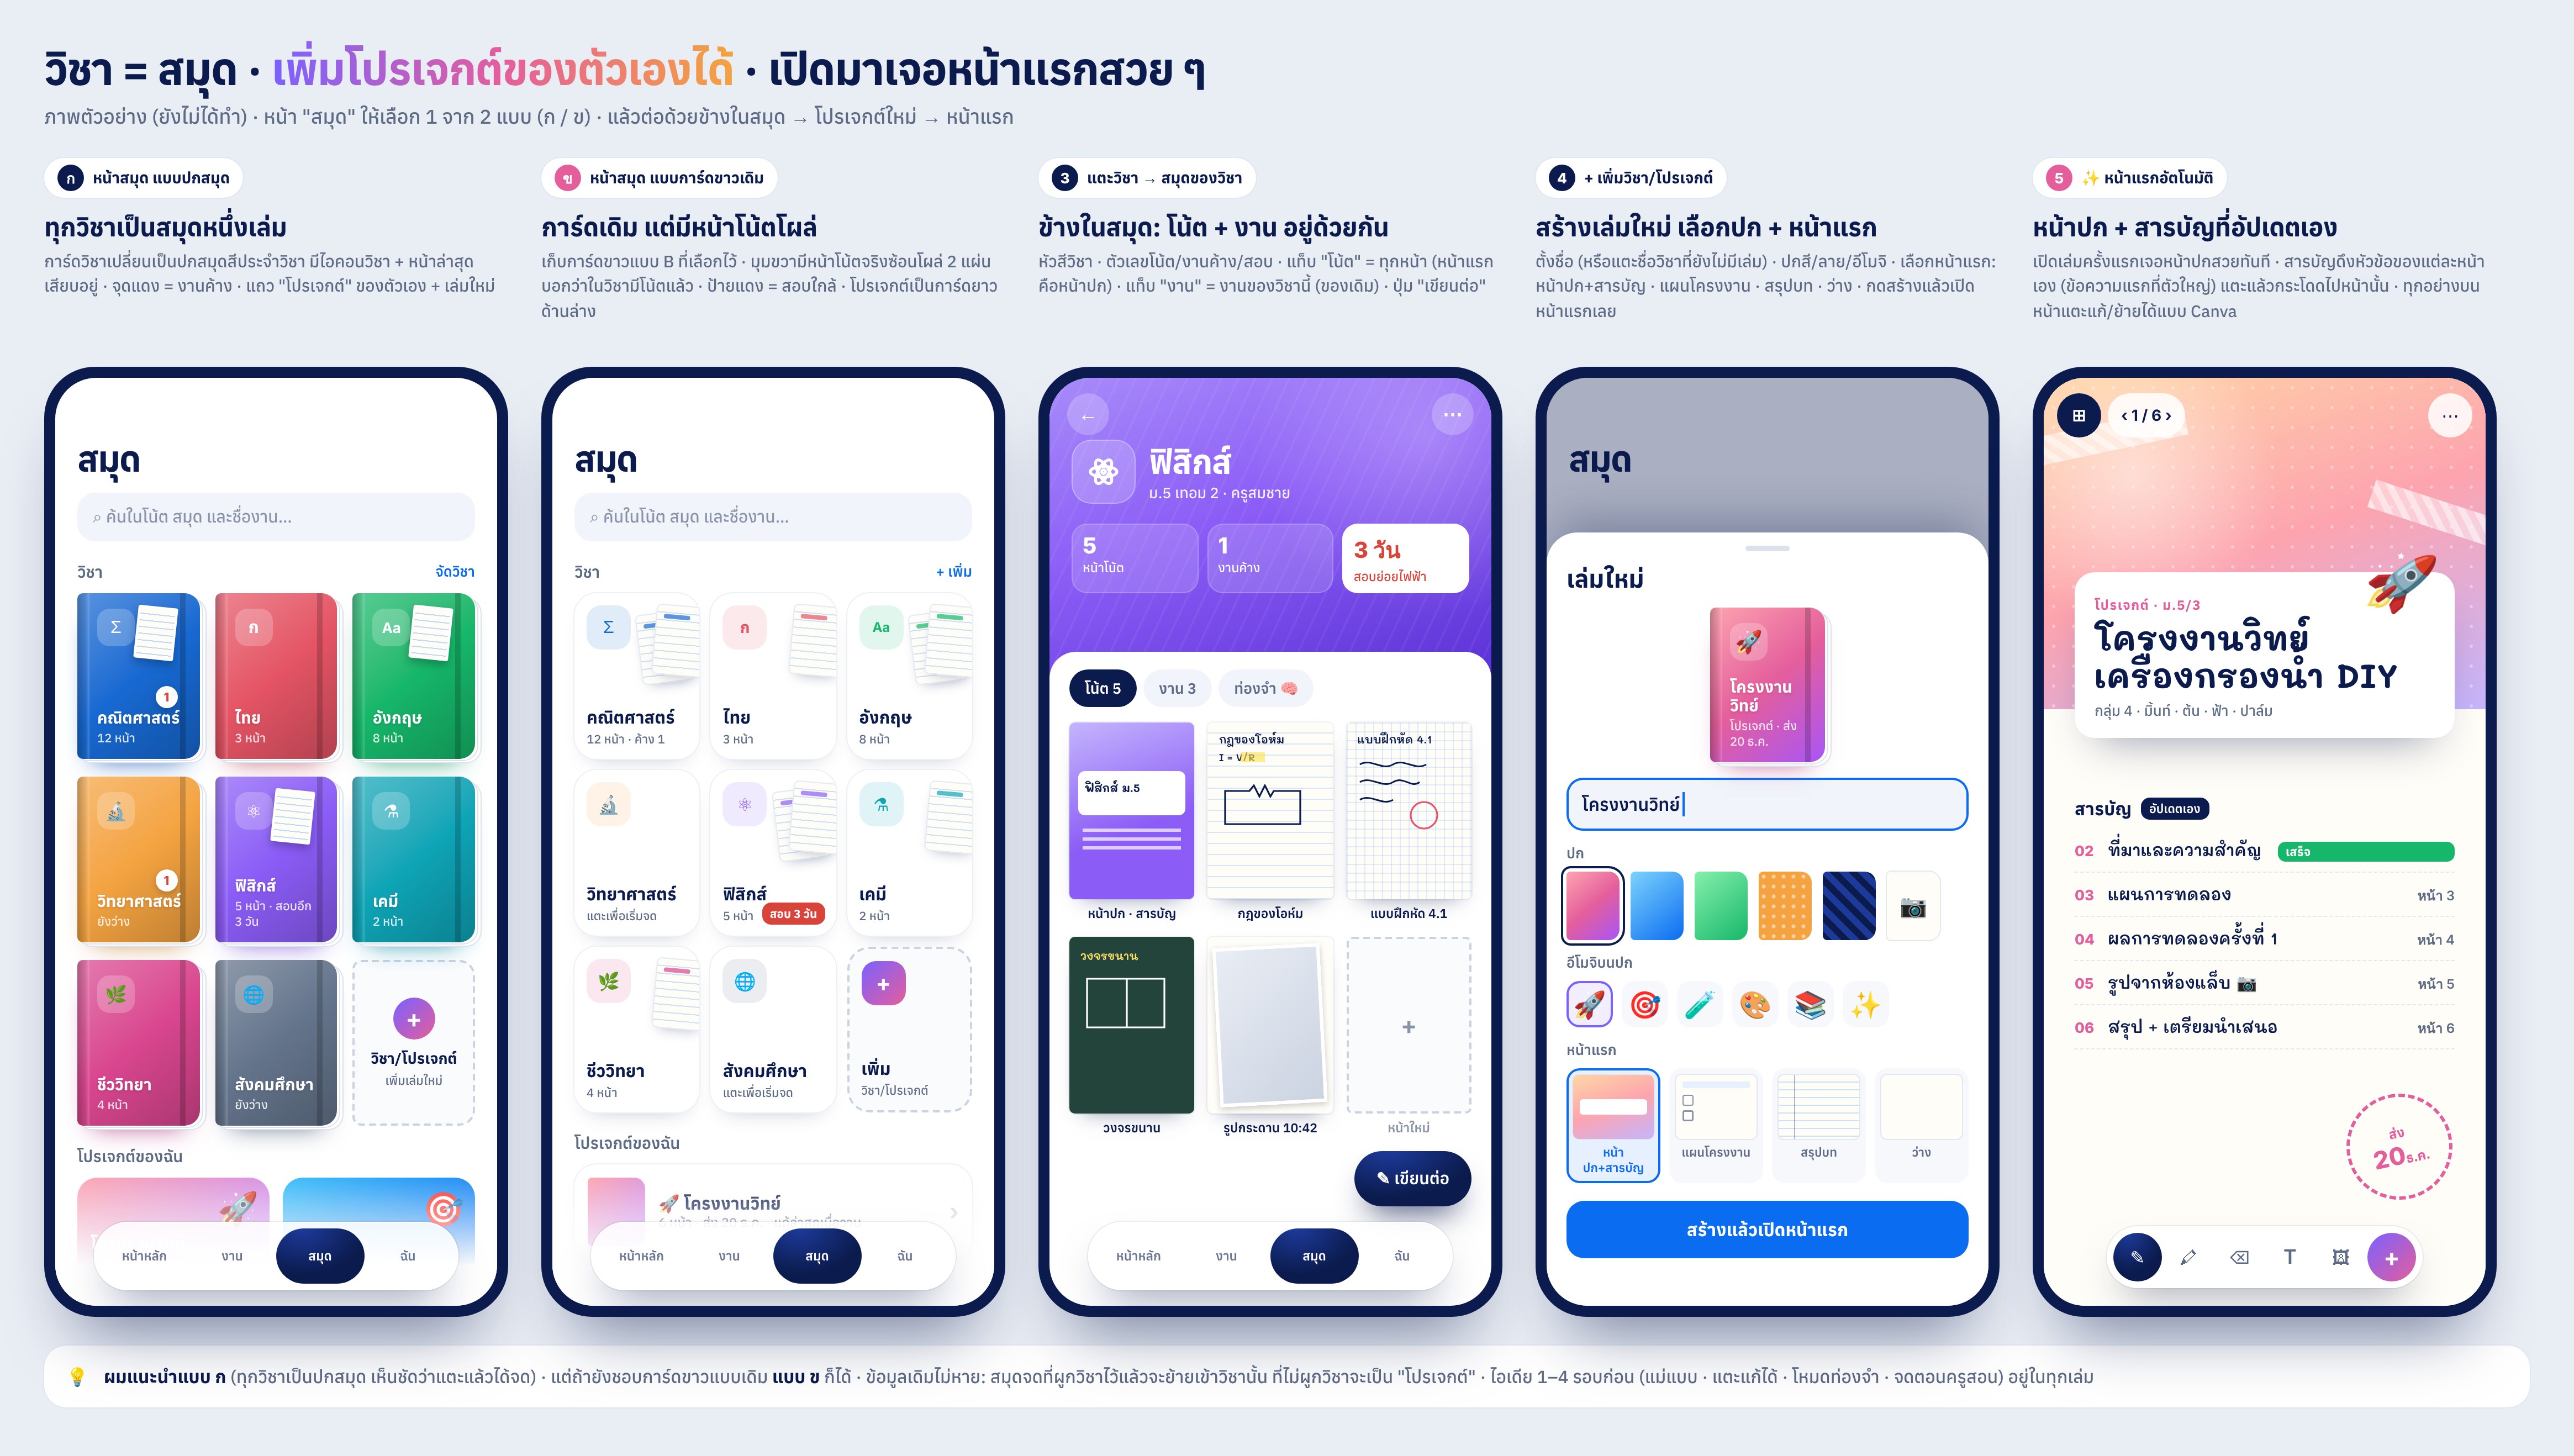 วิชา = สมุด · เพิ่มโปรเจกต์ของตัวเองได้ · เปิดมาเจอหน้าแรกสวย ๆ
ภาพตัวอย่าง (ยังไม่ได้ทำ) · หน้า "สมุด" ให้เลือก 1 จาก 2 แบบ (ก / ข) · แล้วต่อด้วยข้างในสมุด → โปรเจกต์ใหม่ → หน้าแรก
ก หน้าสมุด แบบปกสมุด
ทุกวิชาเป็นสมุดหนึ่งเล่ม
การ์ดวิชาเปลี่ยนเป็นปกสมุดสีประจำวิชา มีไอคอนวิชา + หน้าล่าสุด
เสียบอยู่ · จุดแดง = งานค้าง · แถว "โปรเจกต์" ของตัวเอง + เล่มใหม่
สมุด
⌕ ค้นในโน้ต สมุด และชื่องาน...
วิชา
จัดวิชา
Σ
1
คณิตศาสตร์
12 หน้า
ก
ไทย
3 หน้า
Aa
อังกฤษ
8 หน้า
🔬
1
วิทยาศาสตร์
ยังว่าง
⚛
ฟิสิกส์
5 หน้า · สอบอีก
3 วัน
⚗
เคมี
2 หน้า
🌿
ชีววิทยา
4 หน้า
🌐
สังคมศึกษา
ยังว่าง
+
วิชา/โปรเจกต์
เพิ่มเล่มใหม่
โปรเจกต์ของฉัน
🚀
🎯
หน้าหลัก
งาน
สมุด
ฉัน
ข หน้าสมุด แบบการ์ดขาวเดิม
การ์ดเดิม แต่มีหน้าโน้ตโผล่
เก็บการ์ดขาวแบบ B ที่เลือกไว้ · มุมขวามีหน้าโน้ตจริงซ้อนโผล่ 2 แผ่น
บอกว่าในวิชามีโน้ตแล้ว · ป้ายแดง = สอบใกล้ · โปรเจกต์เป็นการ์ดยาว
ด้านล่าง
สมุด
⌕ ค้นในโน้ต สมุด และชื่องาน...
วิชา
+ เพิ่ม
Σ
คณิตศาสตร์
12 หน้า · ค้าง 1
ก
ไทย
3 หน้า
Aa
อังกฤษ
8 หน้า
🔬
วิทยาศาสตร์
แตะเพื่อเริ่มจด
⚛
ฟิสิกส์
5 หน้า
สอบ 3 วัน
⚗
เคมี
2 หน้า
🌿
ชีววิทยา
4 หน้า
🌐
สังคมศึกษา
แตะเพื่อเริ่มจด
+
เพิ่ม
วิชา/โปรเจกต์
โปรเจกต์ของฉัน
🚀 โครงงานวิทย์
›
หน้าหลัก
งาน
สมุด
ฉัน
3 แตะวิชา → สมุดของวิชา
ข้างในสมุด: โน้ต + งาน อยู่ด้วยกัน
หัวสีวิชา · ตัวเลขโน้ต/งานค้าง/สอบ · แท็บ "โน้ต" = ทุกหน้า (หน้าแรก
คือหน้าปก) · แท็บ "งาน" = งานของวิชานี้ (ของเดิม) · ปุ่ม "เขียนต่อ"
←
⋯
ฟิสิกส์
ม.5 เทอม 2 · ครูสมชาย
5
หน้าโน้ต
1
งานค้าง
3 วัน
สอบย่อยไฟฟ้า
โน้ต 5
งาน 3
ท่องจำ 🧠
ฟิสิกส์ ม.5
หน้าปก · สารบัญ
กฎของโอห์ม
I = V/R
กฎของโอห์ม
แบบฝึกหัด 4.1
แบบฝึกหัด 4.1
วงจรขนาน
วงจรขนาน
รูปกระดาน 10:42
+
หน้าใหม่
✎ เขียนต่อ
หน้าหลัก
งาน
สมุด
ฉัน
4 + เพิ่มวิชา/โปรเจกต์
สร้างเล่มใหม่ เลือกปก + หน้าแรก
ตั้งชื่อ (หรือแตะชื่อวิชาที่ยังไม่มีเล่ม) · ปกสี/ลาย/อีโมจิ · เลือกหน้าแรก:
หน้าปก+สารบัญ · แผนโครงงาน · สรุปบท · ว่าง · กดสร้างแล้วเปิด
หน้าแรกเลย
สมุด
เล่มใหม่
🚀
โครงงาน
วิทย์
โปรเจกต์ · ส่ง
20 ธ.ค.
โครงงานวิทย์
ปก
📷
อีโมจิบนปก
🚀 🎯 🧪 🎨 📚 ✨
หน้าแรก
หน้า
ปก+สารบัญ
แผนโครงงาน
สรุปบท
ว่าง
สร้างแล้วเปิดหน้าแรก
5 ✨ หน้าแรกอัตโนมัติ
หน้าปก + สารบัญที่อัปเดตเอง
เปิดเล่มครั้งแรกเจอหน้าปกสวยทันที · สารบัญดึงหัวข้อของแต่ละหน้า
เอง (ข้อความแรกที่ตัวใหญ่) แตะแล้วกระโดดไปหน้านั้น · ทุกอย่างบน
หน้าแตะแก้/ย้ายได้แบบ Canva
⊞
‹ 1 / 6 ›
⋯
🚀
โปรเจกต์ · ม.5/3
โครงงานวิทย์
เครื่องกรองน้ำ DIY
กลุ่ม 4 · มิ้นท์ · ต้น · ฟ้า · ปาล์ม
สารบัญ อัปเดตเอง
02 ที่มาและความสำคัญ เสร็จ
03 แผนการทดลอง หน้า 3
04 ผลการทดลองครั้งที่ 1 หน้า 4
05 รูปจากห้องแล็บ 📷 หน้า 5
06 สรุป + เตรียมนำเสนอ หน้า 6
ส่ง
20ธ.ค.
T
+
💡 ผมแนะนำแบบ ก (ทุกวิชาเป็นปกสมุด เห็นชัดว่าแตะแล้วได้จด) · แต่ถ้ายังชอบการ์ดขาวแบบเดิม แบบ ข ก็ได้ · ข้อมูลเดิมไม่หาย: สมุดจดที่ผูกวิชาไว้แล้วจะย้ายเข้าวิชานั้น ที่ไม่ผูกวิชาจะเป็น "โปรเจกต์" · ไอเดีย 1–4 รอบก่อน (แม่แบบ · แตะแก้ได้ · โหมดท่องจำ · จดตอนครูสอน) อยู่ในทุกเล่ม